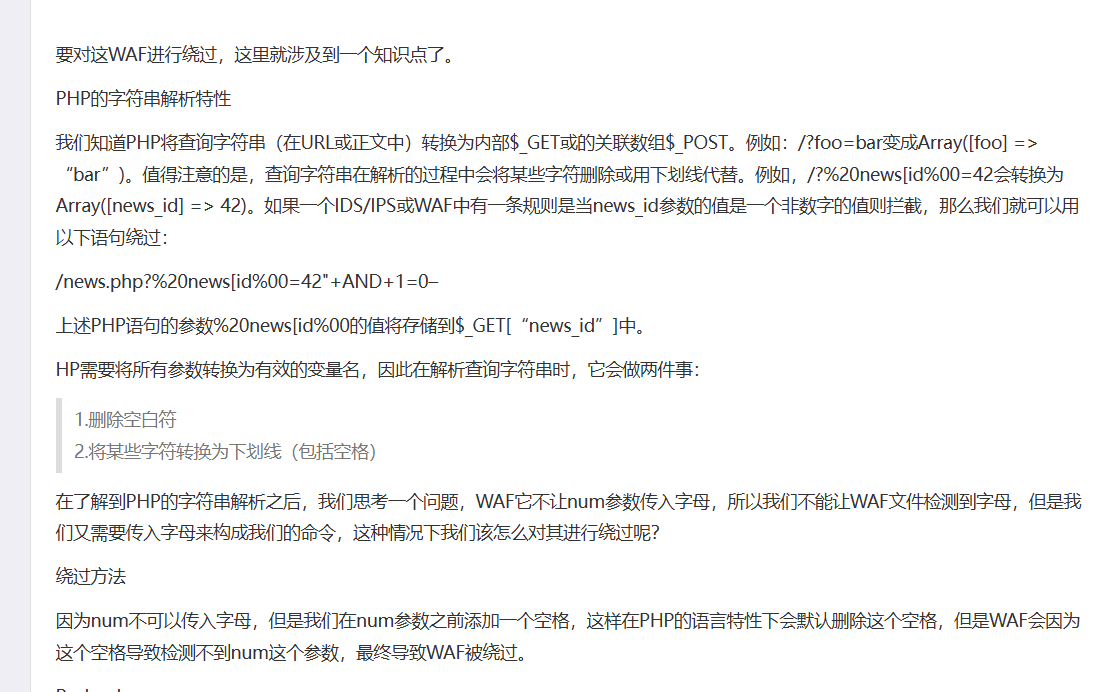 要对这WAF进行绕过，这里就涉及到一个知识点了。
PHP的字符串解析特性
我们知道PHP将查询字符串（在URL或正文中）转换为内部$_GET或的关联数组$_POST。例如：/?foo=bar变成Array([foo] =>
“bar”)。值得注意的是，查询字符串在解析的过程中会将某些字符删除或用下划线代替。例如，/?%20news[id%00=42会转换为
Array([news_id] => 42)。如果一个IDS/IPS或WAF中有一条规则是当news_id参数的值是一个非数字的值则拦截，那么我们就可以用
以下语句绕过：
/news.php?%20news[id%00=42"+AND+1=0–
上述PHP语句的参数%20news[id%00的值将存储到$_GET[“news_id”]中。
HP需要将所有参数转换为有效的变量名，因此在解析查询字符串时，它会做两件事：
1.删除空白符
2.将某些字符转换为下划线（包括空格）
在了解到PHP的字符串解析之后，我们思考一个问题，WAF它不让num参数传入字母，所以我们不能让WAF文件检测到字母，但是我
们又需要传入字母来构成我们的命令，这种情况下我们该怎么对其进行绕过呢？
绕过方法
因为num不可以传入字母，但是我们在num参数之前添加一个空格，这样在PHP的语言特性下会默认删除这个空格，但是WAF会因为
这个空格导致检测不到num这个参数，最终导致WAF被绕过。